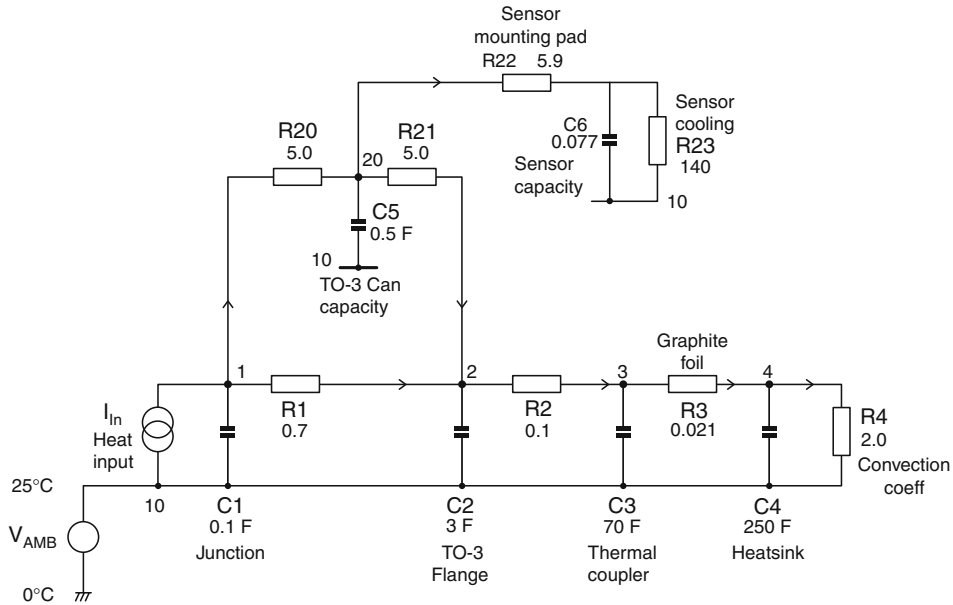 Sensor
mounting pad
R22 5.9
Sensor
cooling
R23
140
C6
0.077
Sensor
capacity
10
R20
5.0
R21
5.0
20
C5
0.5 F
10
TO-3 Can
capacity
1
2
3
4
Graphite
foil
R1
0.7
R2
0.1
R3
0.021
R4
2.0
Convection
coeff
IIn
Heat
input
25°C
10
VAMB
0°C
C1
0.1 F
Junction
C2
3 F
TO-3
Flange
C3
70 F
Thermal
coupler
C4
250 F
Heatsink